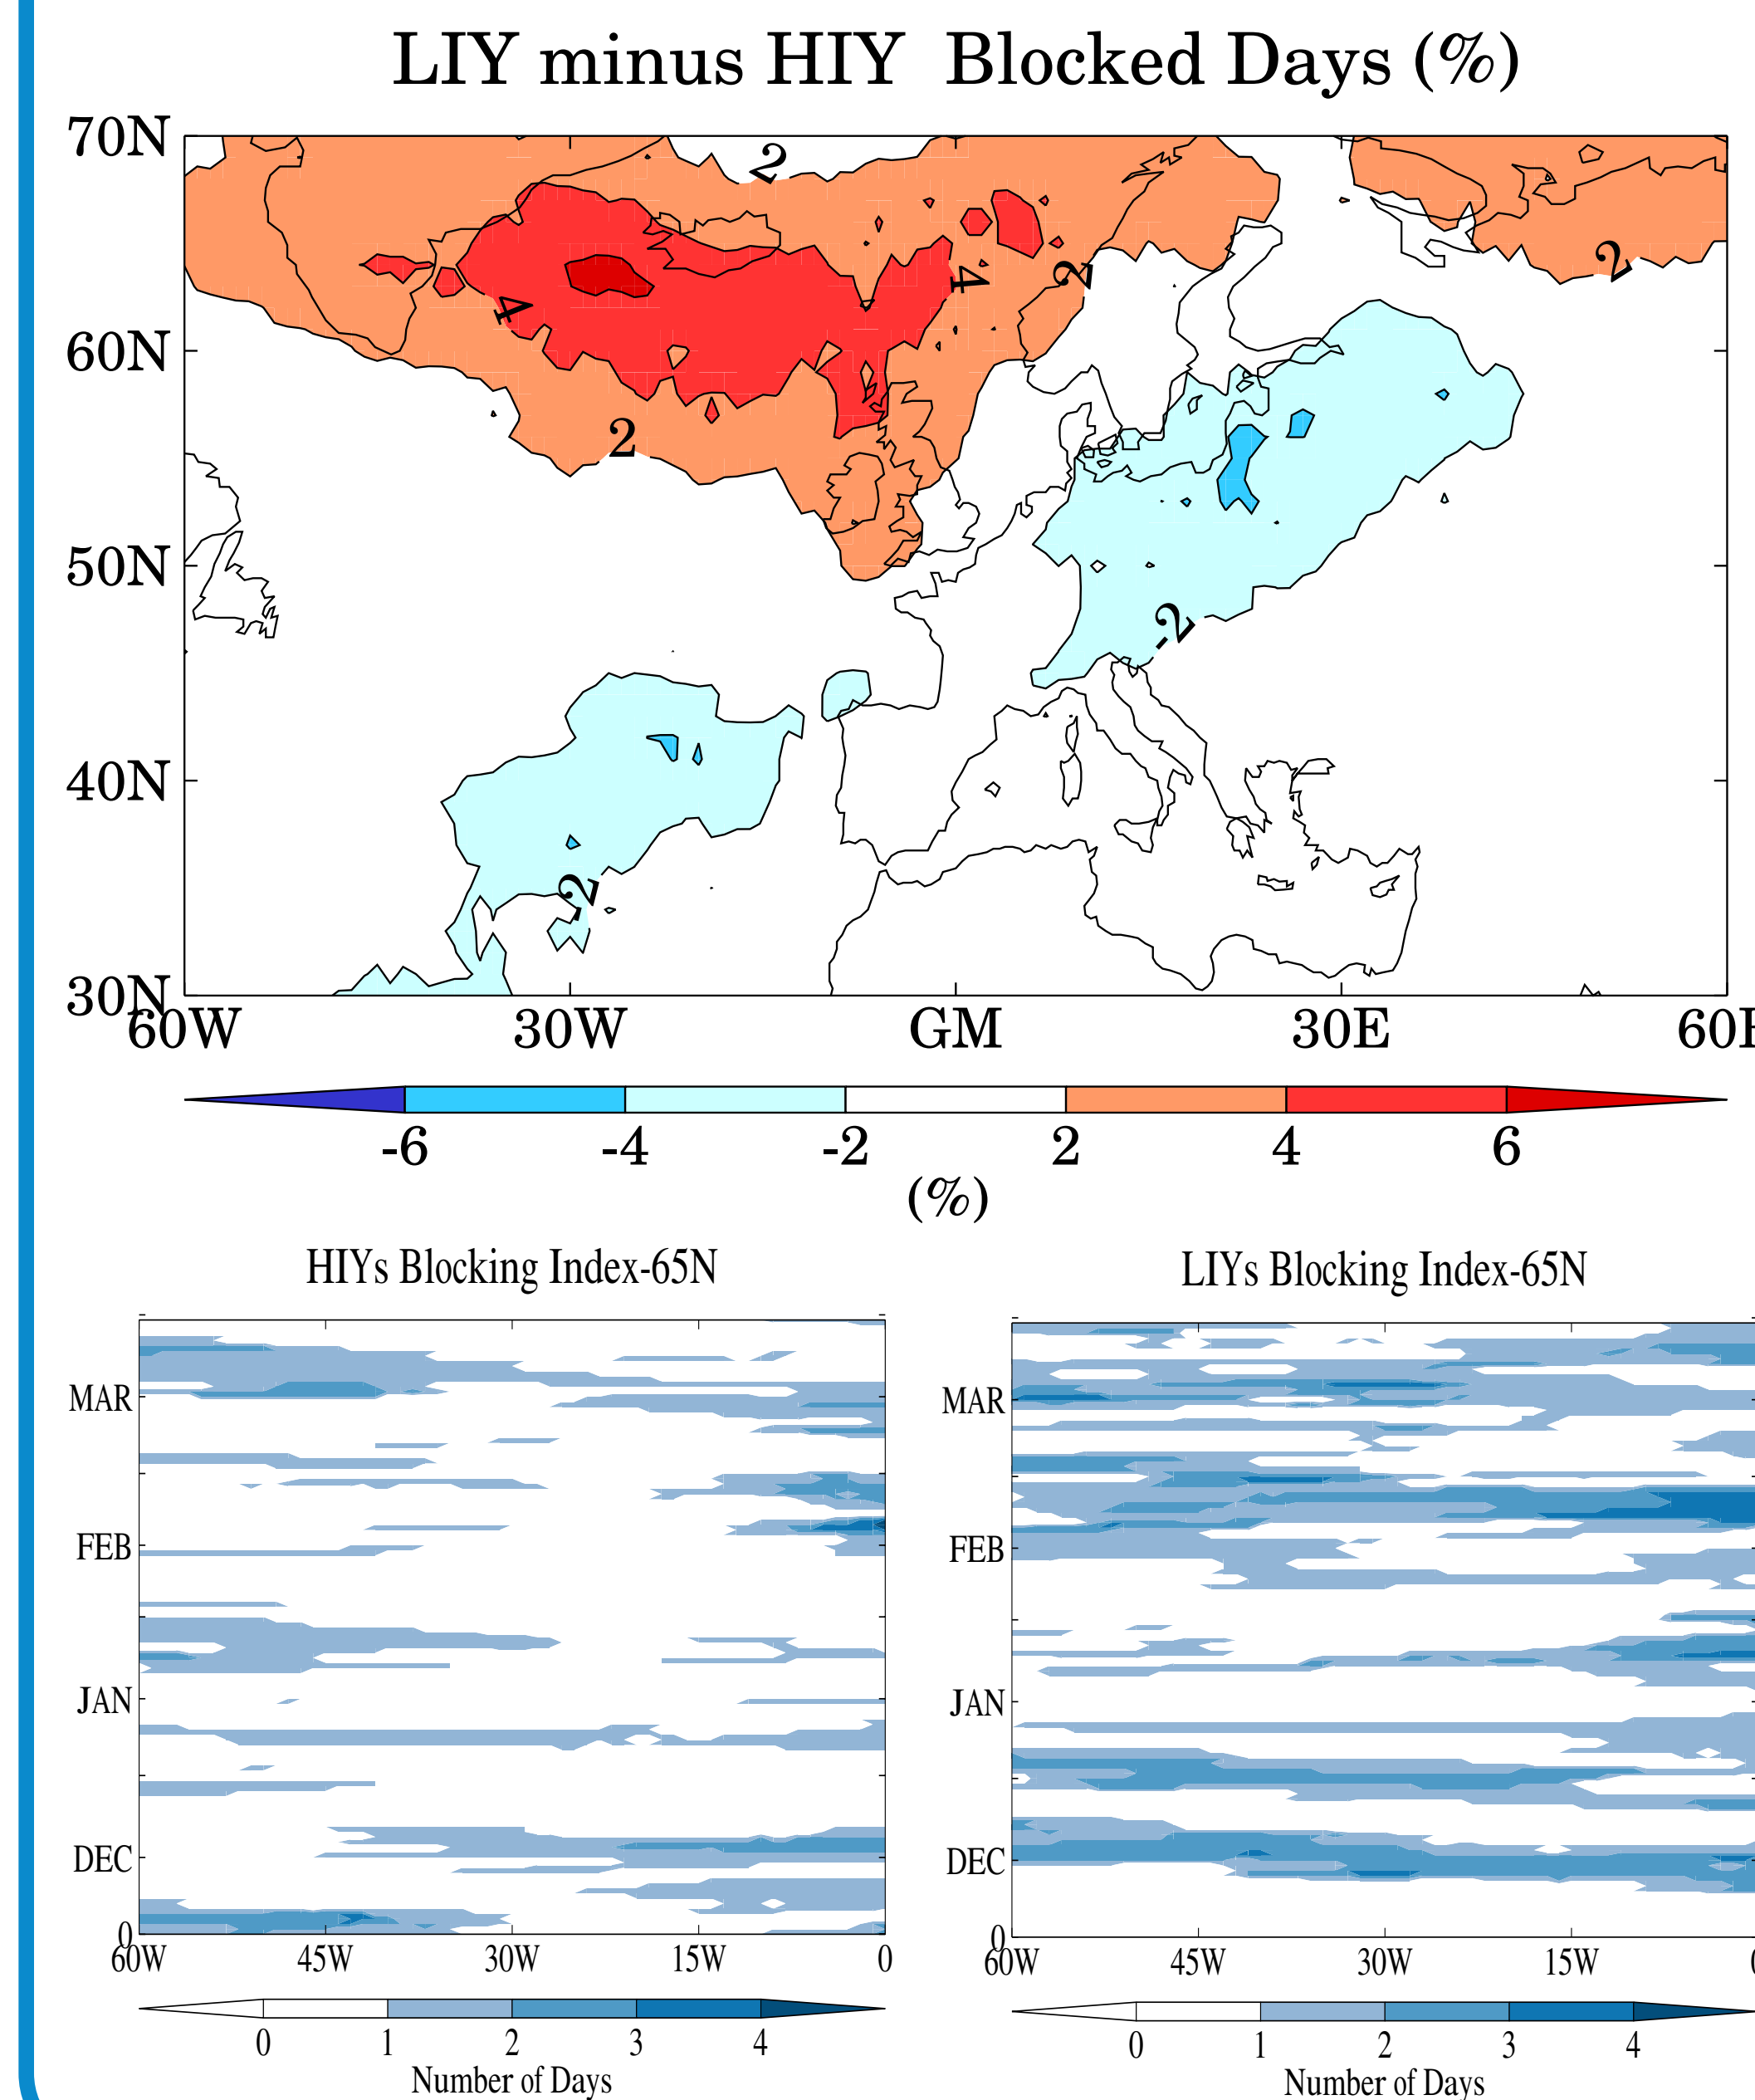 LIY minus HIY  Blocked Days (%)
70N
60N
50N
40N
30N
2
4
4
2
2
2
-2
-2
60W 30W GM 30E 60E
-6 -4 -2 2 4 6
(%)
HIYs Blocking Index-65N
MAR
FEB
JAN
DEC
0
60W 45W 30W 15W 0
0 1 2 3 4
Number of Days
LIYs Blocking Index-65N
MAR
FEB
JAN
DEC
0
60W 45W 30W 15W 0
0 1 2 3 4
Number of Days